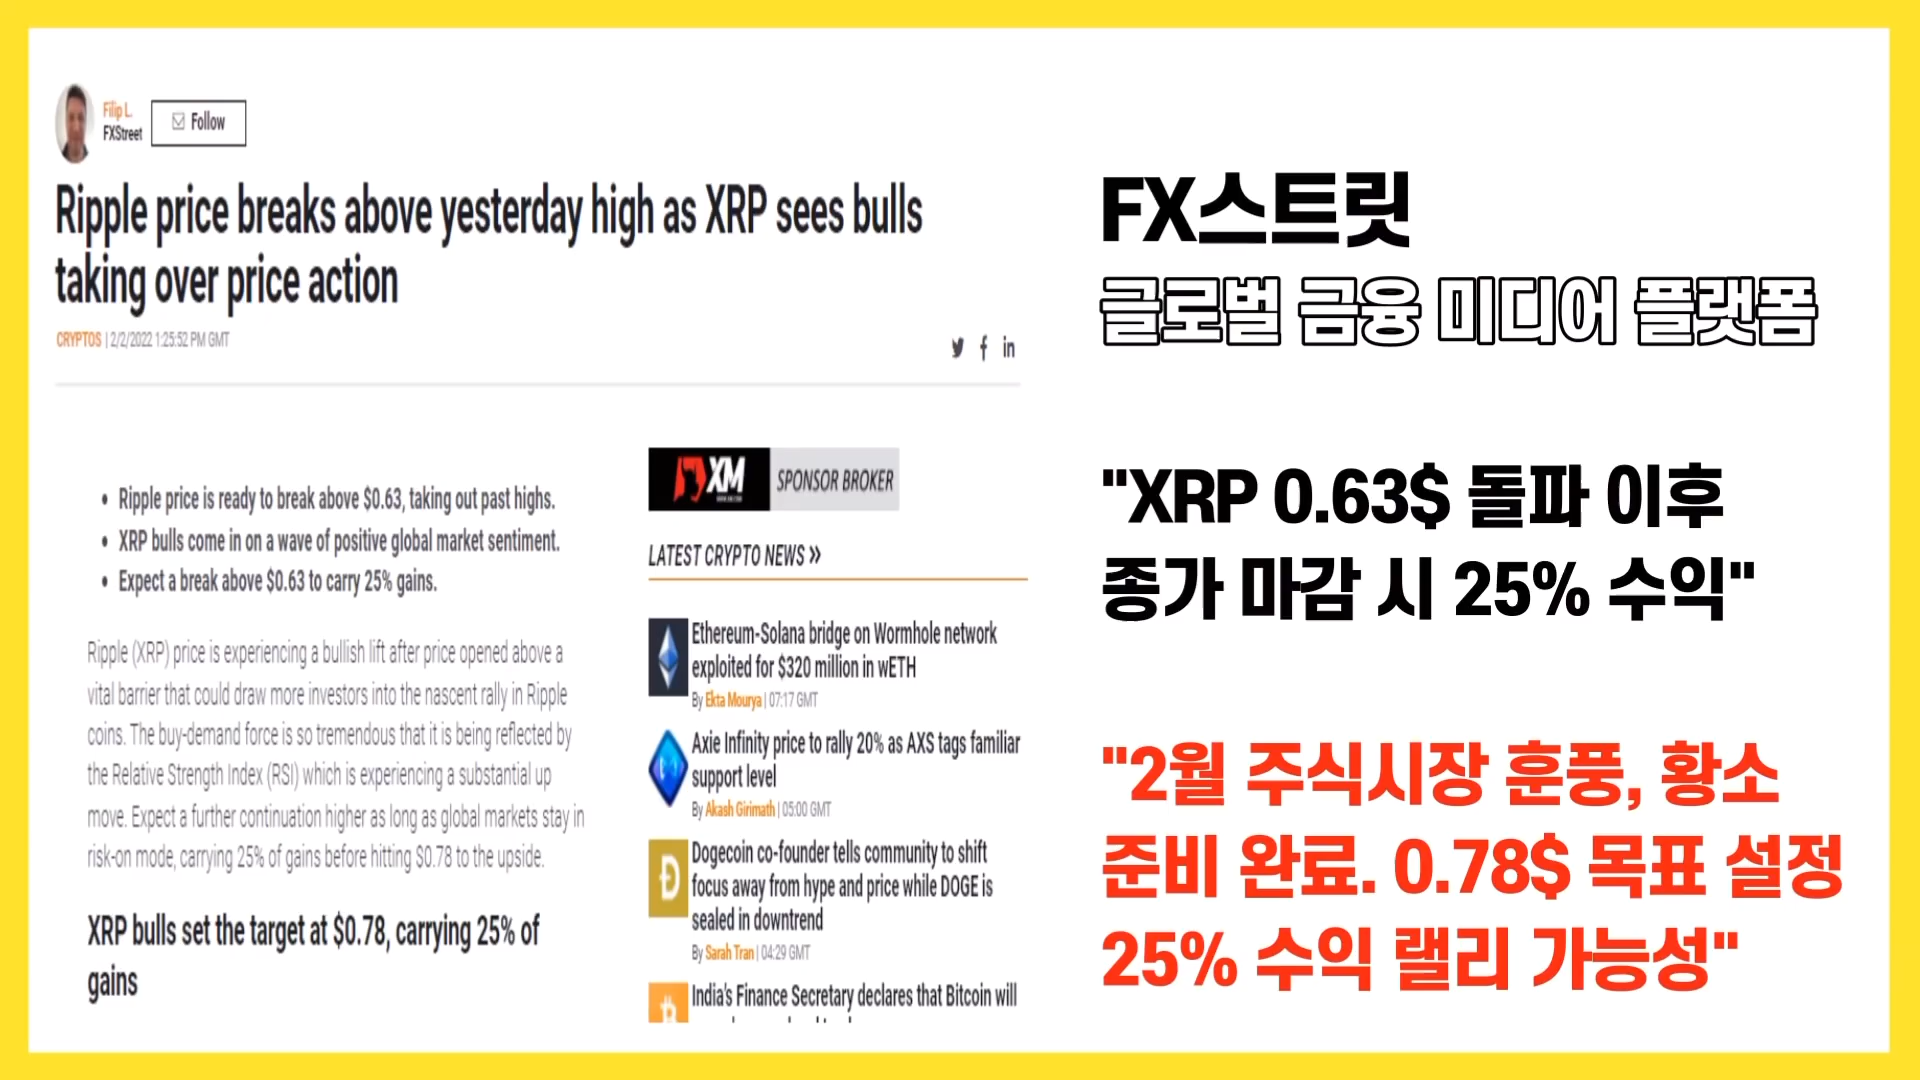 Filip L.
FXStreet
Follow
Ripple price breaks above yesterday high as XRP sees bulls
taking over price action
CRYPTOS | 2/2/2022 1:25:52 PM GMT
Ripple price is ready to break above $0.63, taking out past highs.
XRP bulls come in on a wave of positive global market sentiment.
Expect a break above $0.63 to carry 25% gains.
Ripple (XRP) price is experiencing a bullish lift after price opened above a
vital barrier that could draw more investors into the nascent rally in Ripple
coins. The buy-demand force is so tremendous that it is being reflected by
the Relative Strength Index (RSI) which is experiencing a substantial up
move. Expect a further continuation higher as long as global markets stay in
risk-on mode, carrying 25% of gains before hitting $0.78 to the upside.
XRP bulls set the target at $0.78, carrying 25% of
gains
XM
SPONSOR BROKER
LATEST CRYPTO NEWS »
Ethereum-Solana bridge on Wormhole network
exploited for $320 million in wETH
By Ekta Mourya | 07:17 GMT
Axie Infinity price to rally 20% as AXS tags familiar
support level
By Akash Girimath | 05:00 GMT
Dogecoin co-founder tells community to shift
focus away from hype and price while DOGE is
sealed in downtrend
By Sarah Tran | 04:29 GMT
India's Finance Secretary declares that Bitcoin will
FX스트릿
글로벌 금융 미디어 플랫폼
"XRP 0.63$ 돌파 이후
종가 마감 시 25% 수익"
"2월 주식시장 훈풍, 황소
준비 완료. 0.78$ 목표 설정
25% 수익 랠리 가능성"